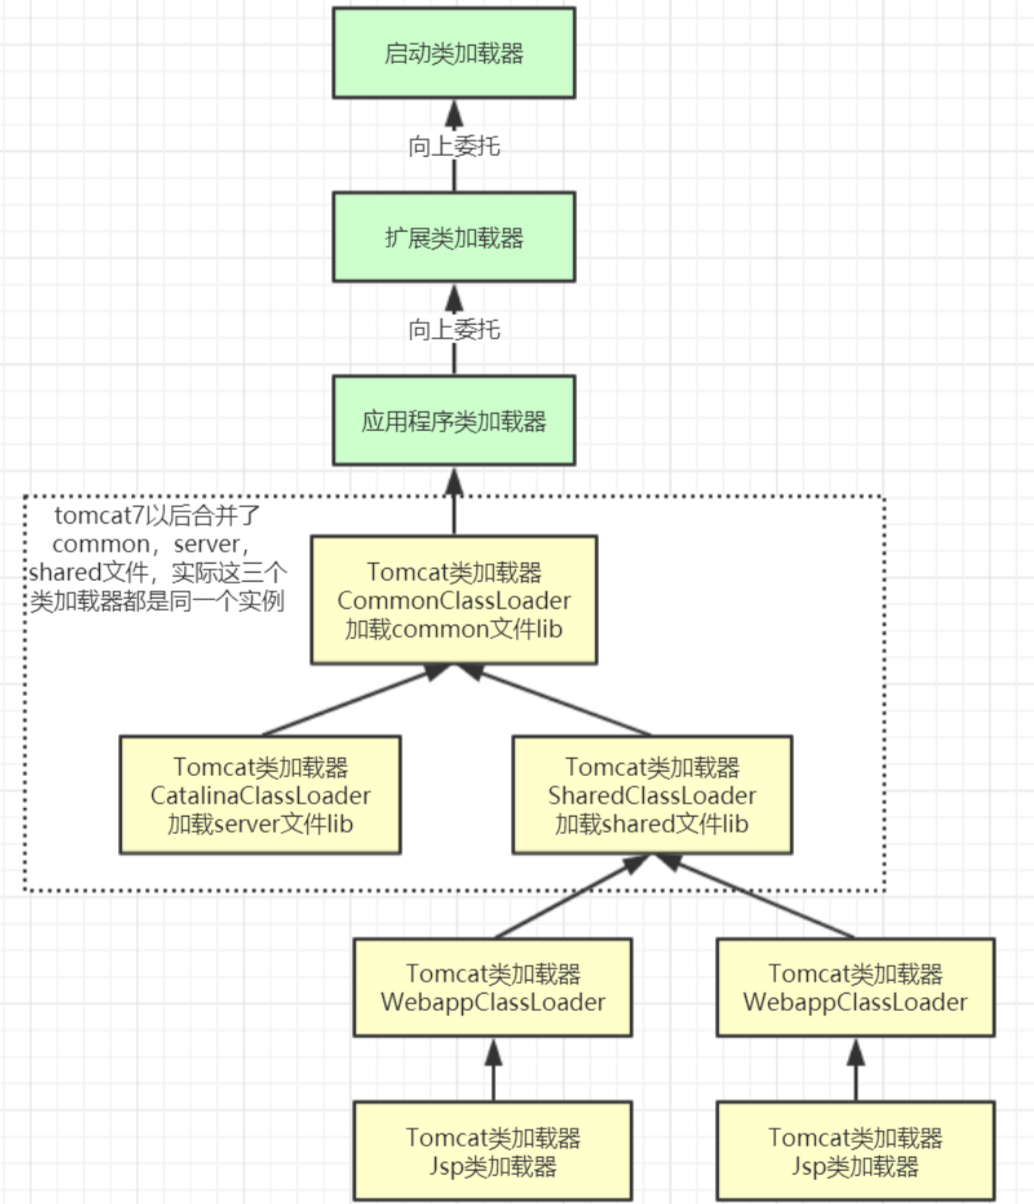 启动类加载器
向上委托
扩展类加载器
向上委托
应用程序类加载器
tomcat7以后合并了
common，server，
shared文件，实际这三个
类加载器都是同一个实例
Tomcat类加载器
CommonClassLoader
加载common文件lib
Tomcat类加载器
CatalinaClassLoader
加载server文件lib
Tomcat类加载器
SharedClassLoader
加载shared文件lib
Tomcat类加载器
WebappClassLoader
Tomcat类加载器
WebappClassLoader
Tomcat类加载器
Jsp类加载器
Tomcat类加载器
Jsp类加载器